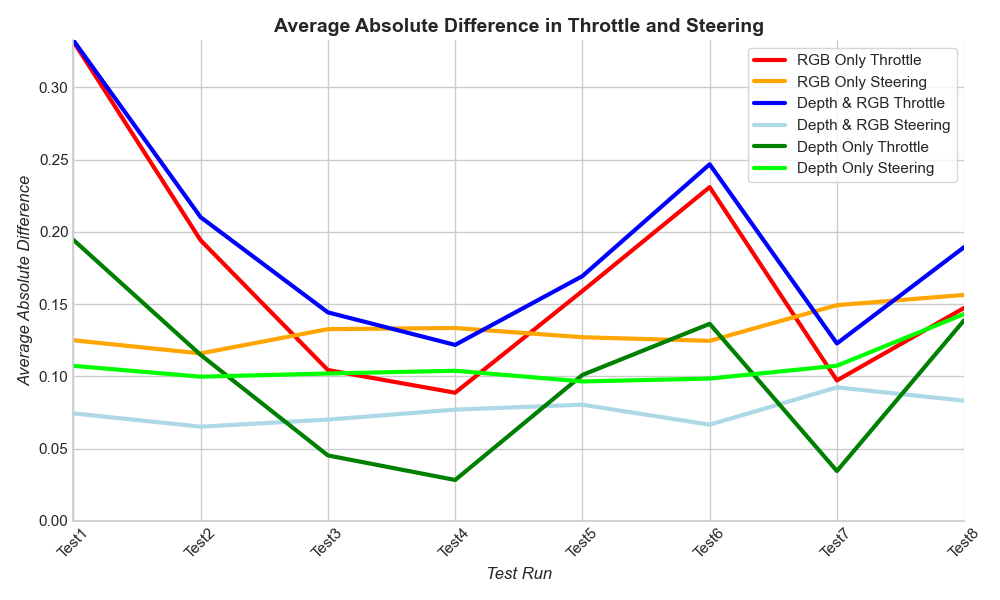 Average Absolute Difference in Throttle and Steering
RGB Only Throttle
RGB Only Steering
Depth & RGB Throttle
Depth & RGB Steering
Depth Only Throttle
Depth Only Steering
Average Absolute Difference
0.30
0.25
0.20
0.15
0.10
0.05
0.00
Test1 Test2 Test3 Test4 Test5 Test6 Test7 Test8
Test Run